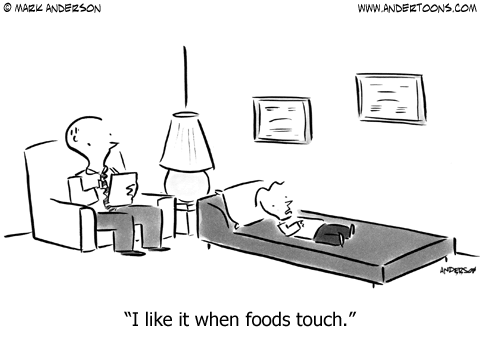 © MARK ANDERSON
WWW.ANDERTOONS.COM
ANDERSON
“I like it when foods touch.”